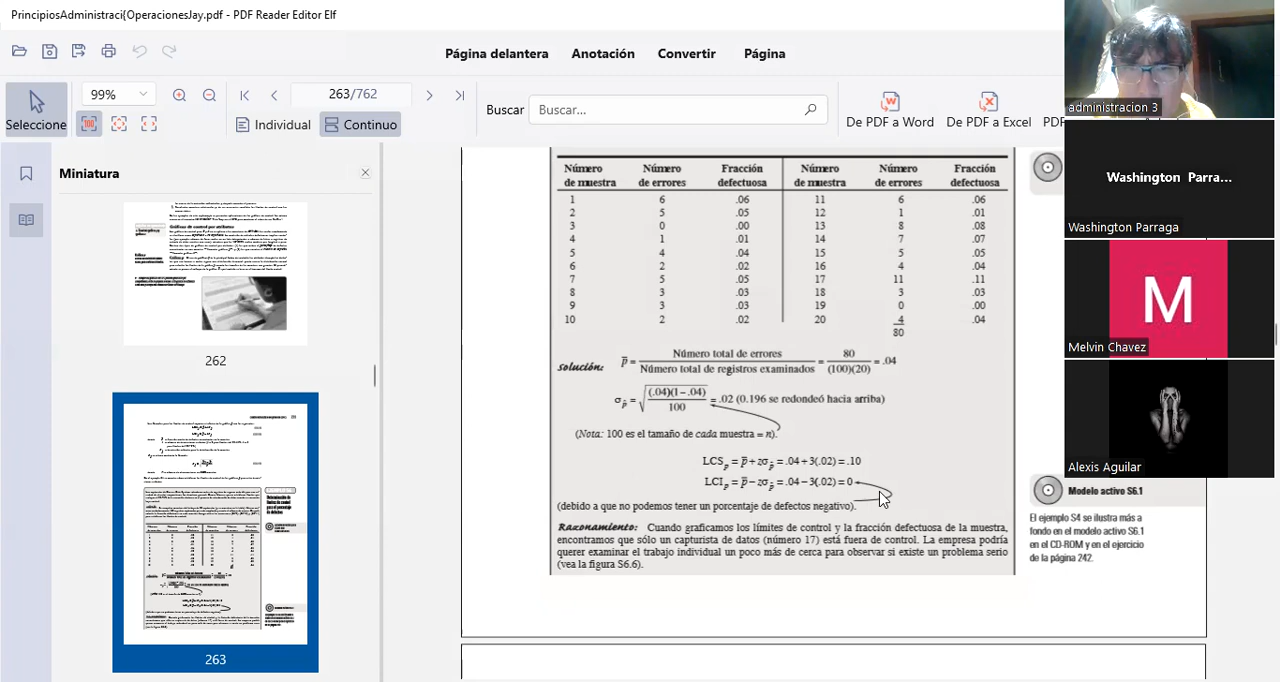 PrincipiosAdministraci{OperacionesJay.pdf - PDF Reader Editor Elf
Página delantera
Anotación
Convertir
Página
Seleccione
99%
263/762
Individual
Continuo
Buscar
Buscar...
De PDF a Word
De PDF a Excel
PDF
Miniatura
262
263
Número de muestra Número de errores Fracción defectuosa Número de muestra Número de errores Fracción defectuosa
1 6 .06 11 6 .06
2 5 .05 12 1 .01
3 0 .00 13 8 .08
4 1 .01 14 7 .07
5 4 .04 15 5 .05
6 2 .02 16 4 .04
7 5 .05 17 11 .11
8 3 .03 18 3 .03
9 3 .03 19 0 .00
10 2 .02 20 4 .04
80
Solución: p̄ = Número total de errores / Número total de registros examinados = 80 / (100)(20) = .04
σp̂ = √((.04)(1 – .04) / 100) = .02 (0.196 se redondeó hacia arriba)
(Nota: 100 es el tamaño de cada muestra = n).
LCSp = p̄ + zσp̂ = .04 + 3(.02) = .10
LCIp = p̄ – zσp̂ = .04 – 3(.02) = 0
(debido a que no podemos tener un porcentaje de defectos negativo).
Razonamiento: Cuando graficamos los límites de control y la fracción defectuosa de la muestra,
encontramos que sólo un capturista de datos (número 17) está fuera de control. La empresa podría
querer examinar el trabajo individual un poco más de cerca para observar si existe un problema serio
(vea la figura S6.6).
Modelo activo S6.1
El ejemplo S4 se ilustra más a
fondo en el modelo activo S6.1
en el CD-ROM y en el ejercicio
de la página 242.
administracion 3
Washington Parra...
Washington Parraga
M
Melvin Chavez
Alexis Aguilar